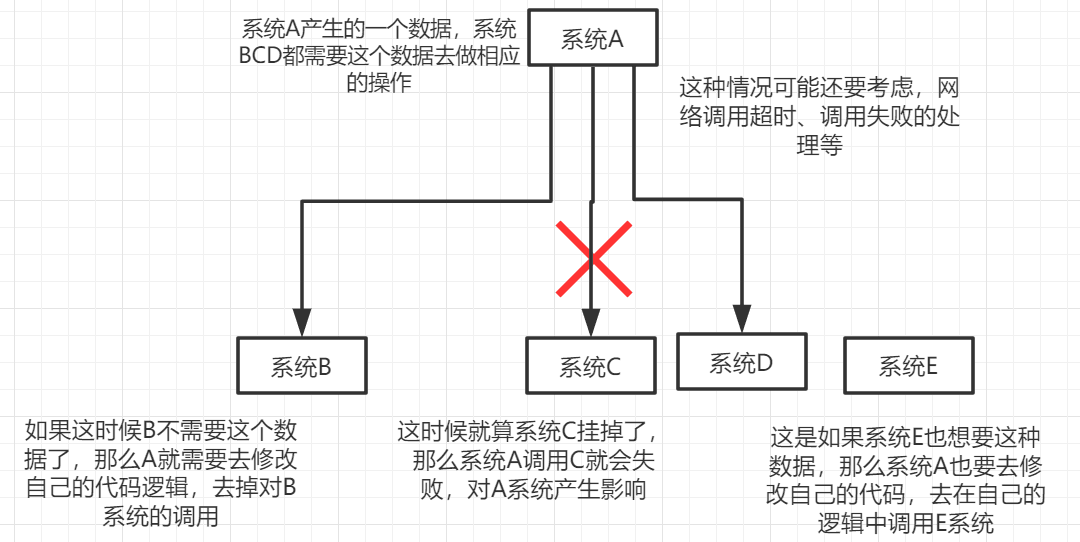 系统A产生的一个数据，系统
BCD都需要这个数据去做相应
的操作
系统A
这种情况可能还要考虑，网
络调用超时、调用失败的处
理等
系统B
系统C
系统D
系统E
如果这时候B不需要这个数
据了，那么A就需要去修改
自己的代码逻辑，去掉对B
系统的调用
这时候就算系统C挂掉了，
那么系统A调用C就会失
败，对A系统产生影响
这是如果系统E也想要这种
数据，那么系统A也要去修
改自己的代码，去在自己的
逻辑中调用E系统